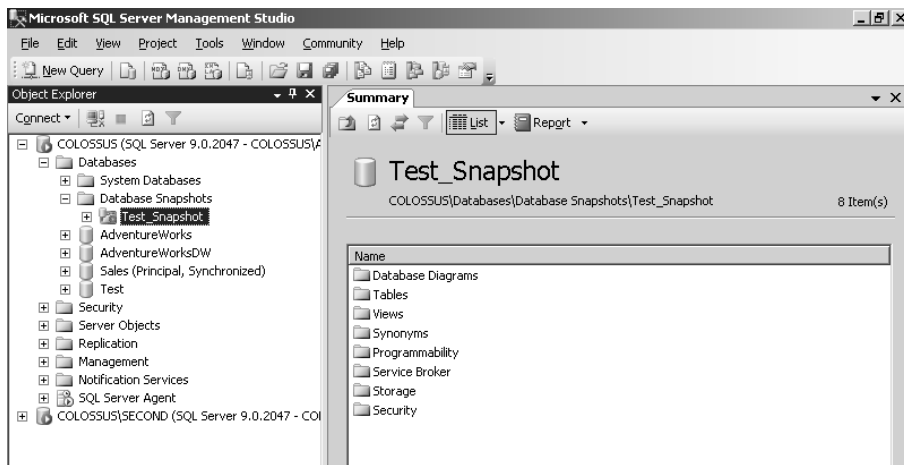 Microsoft SQL Server Management Studio
File Edit View Project Tools Window Community Help
New Query
Object Explorer
Connect
COLOSSUS (SQL Server 9.0.2047 - COLOSSUS\A
Databases
System Databases
Database Snapshots
Test_Snapshot
AdventureWorks
AdventureWorksDW
Sales (Principal, Synchronized)
Test
Security
Server Objects
Replication
Management
Notification Services
SQL Server Agent
COLOSSUS\SECOND (SQL Server 9.0.2047 - COL
Summary
List Report
Test_Snapshot
COLOSSUS\Databases\Database Snapshots\Test_Snapshot 8 Item(s)
Name
Database Diagrams
Tables
Views
Synonyms
Programmability
Service Broker
Storage
Security